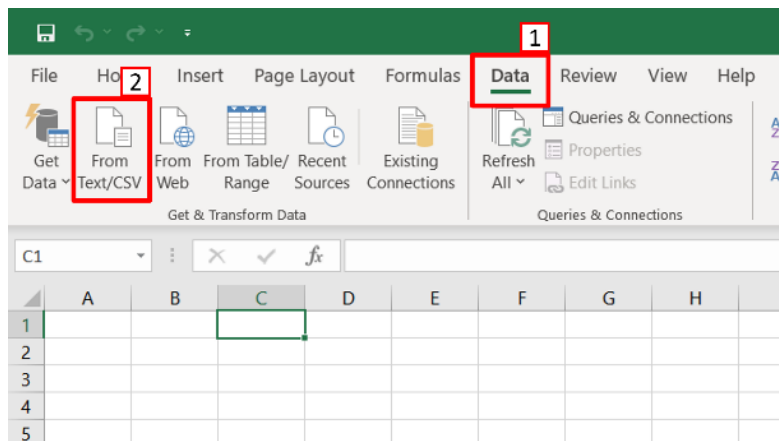 1
File Ho 2 Insert Page Layout Formulas Data Review View Help
Get Data From Text/CSV From Web From Table/ Range Recent Sources Existing Connections Refresh All Queries & Connections Properties Edit Links
Get & Transform Data Queries & Connections
C1 fx
A B C D E F G H
1
2
3
4
5